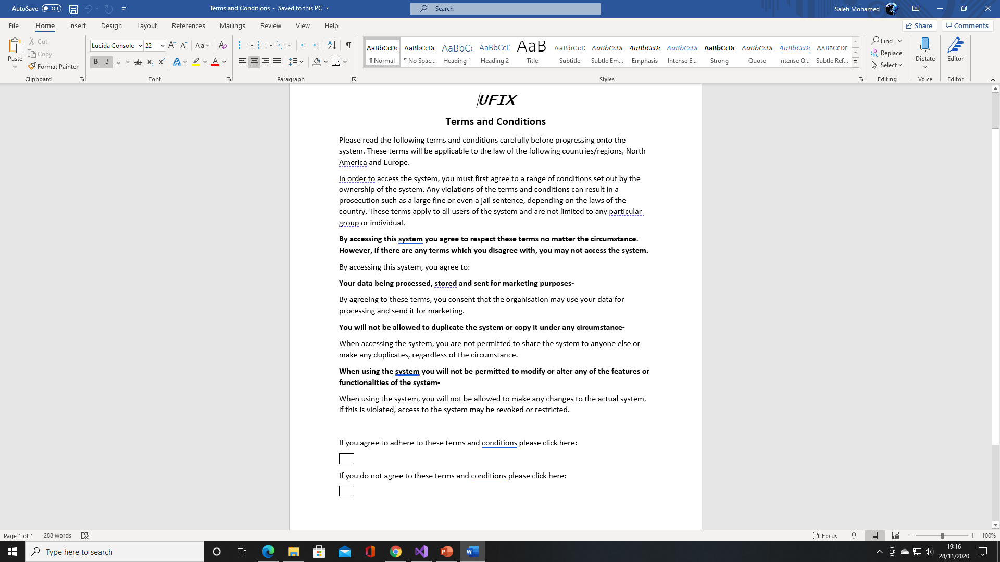 AutoSave Off Terms and Conditions - Saved to this PC Search Saleh Mohamed
File Home Insert Design Layout References Mailings Review View Help Share Comments
Paste Cut Copy Format Painter
Clipboard
Lucida Console 22 Aa
B I U ab x₂ x² A A
Font
Paragraph
AaBbCcDc AaBbCcDc AaBbCc AaBbCcD AaB AaBbCcD AaBbCcDc AaBbCcDc AaBbCcDc AaBbCcDc AaBbCcDc AaBbCcDc AABBCCDE
¶ Normal ¶ No Spac... Heading 1 Heading 2 Title Subtitle Subtle Em... Emphasis Intense E... Strong Quote Intense Q... Subtle Ref...
Styles
Find Replace Select
Editing
Dictate
Voice
Editor
Editor
UFIX
Terms and Conditions
Please read the following terms and conditions carefully before progressing onto the
system. These terms will be applicable to the law of the following countries/regions, North
America and Europe.
In order to access the system, you must first agree to a range of conditions set out by the
ownership of the system. Any violations of the terms and conditions can result in a
prosecution such as a large fine or even a jail sentence, depending on the laws of the
country. These terms apply to all users of the system and are not limited to any particular
group or individual.
By accessing this system you agree to respect these terms no matter the circumstance.
However, if there are any terms which you disagree with, you may not access the system.
By accessing this system, you agree to:
Your data being processed, stored and sent for marketing purposes-
By agreeing to these terms, you consent that the organisation may use your data for
processing and send it for marketing.
You will not be allowed to duplicate the system or copy it under any circumstance-
When accessing the system, you are not permitted to share the system to anyone else or
make any duplicates, regardless of the circumstance.
When using the system you will not be permitted to modify or alter any of the features or
functionalities of the system-
When using the system, you will not be allowed to make any changes to the actual system,
if this is violated, access to the system may be revoked or restricted.
If you agree to adhere to these terms and conditions please click here:
If you do not agree to these terms and conditions please click here:
Page 1 of 1 288 words Focus 100%
Type here to search
19:16
28/11/2020